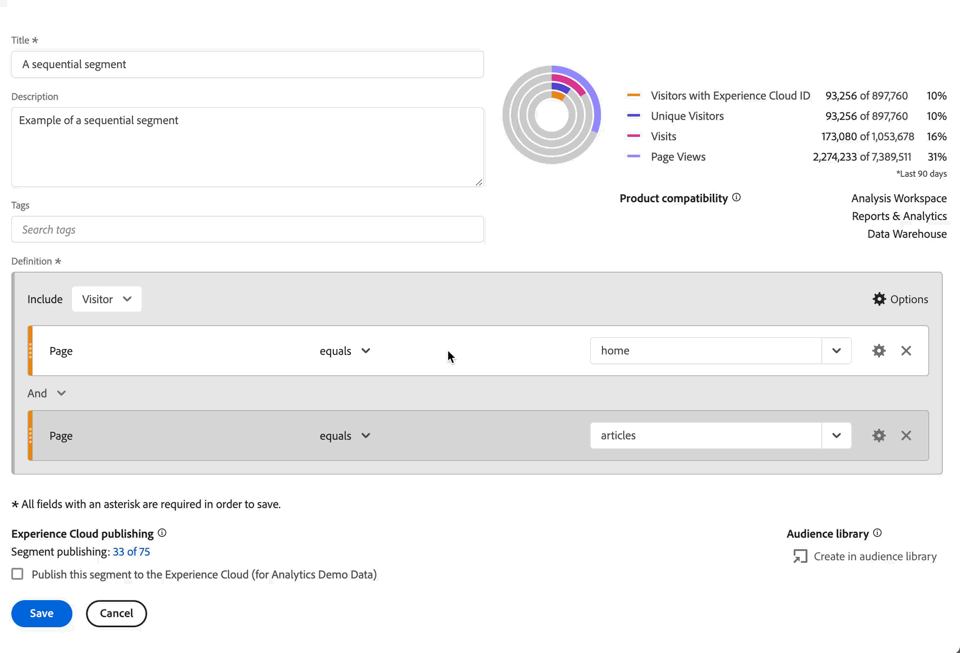 Title *
A sequential segment
Description
Example of a sequential segment
Tags
Search tags
Visitors with Experience Cloud ID 93,256 of 897,760 10%
Unique Visitors 93,256 of 897,760 10%
Visits 173,080 of 1,053,678 16%
Page Views 2,274,233 of 7,389,511 31%
*Last 90 days
Product compatibility
Analysis Workspace
Reports & Analytics
Data Warehouse
Definition *
Include Visitor Options
Page equals home
And
Page equals articles
* All fields with an asterisk are required in order to save.
Experience Cloud publishing
Segment publishing: 33 of 75
Publish this segment to the Experience Cloud (for Analytics Demo Data)
Audience library
Create in audience library
Save Cancel